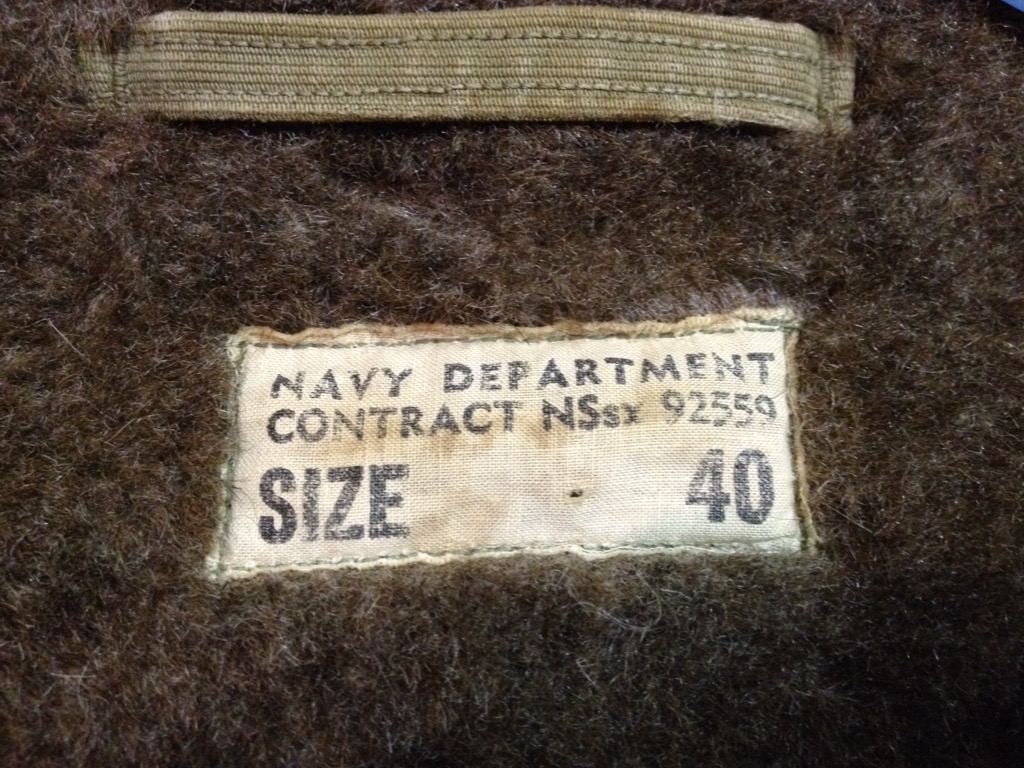 NAVY DEPARTMENT
CONTRACT NSsx 92559
SIZE 40